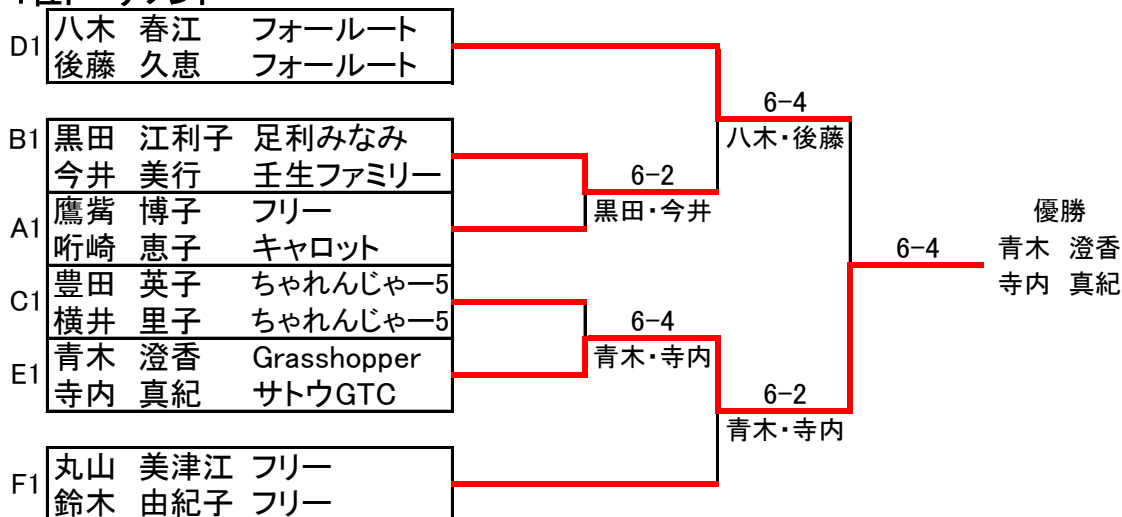 D1 八木 春江 フォールート
後藤 久恵 フォールート
6-4
八木・後藤
B1 黒田 江利子 足利みなみ
今井 美行 壬生ファミリー
6-2
黒田・今井
A1 鷹觜 博子 フリー
哘崎 恵子 キャロット
優勝
6-4
青木 澄香
寺内 真紀
C1 豊田 英子 ちゃれんじゃー5
横井 里子 ちゃれんじゃー5
6-4
青木・寺内
E1 青木 澄香 Grasshopper
寺内 真紀 サトウGTC
6-2
青木・寺内
F1 丸山 美津江 フリー
鈴木 由紀子 フリー